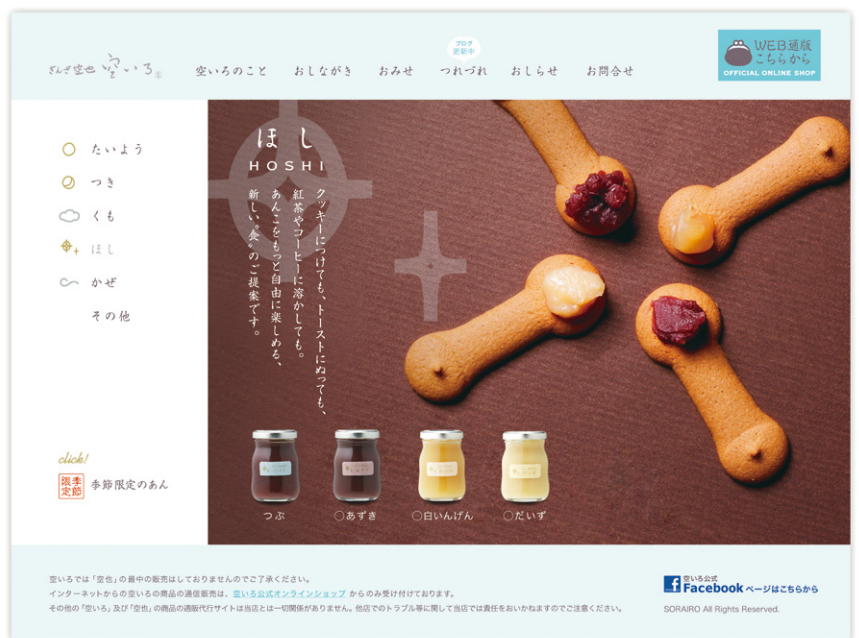 ぎんざ空也 空いろ
空いろのこと
おしながき
おみせ
ブログ
更新中
つれづれ
おしらせ
お問合せ
WEB通販
こちらから
OFFICIAL ONLINE SHOP
たいよう
つき
くも
ほし
かぜ
その他
click!
季節
限定
季節限定のあん
ほし
HOSHI
クッキーにつけても、トーストにぬっても、
紅茶やコーヒーに溶かしても。
あんこをもっと自由に楽しめる、
新しい“食”のご提案です。
つぶ
○あずき
○白いんげん
○だいず
空いろでは「空也」の最中の販売はしておりませんのでご了承ください。
インターネットからの空いろの商品の通信販売は、空いろ公式オンラインショップ からのみ受け付けております。
その他の「空いろ」及び「空也」の商品の通販代行サイトは当店とは一切関係がありません。他店でのトラブル等に関して当店では責任をおいかねますのでご注意ください。
空いろ公式
Facebook ページはこちらから
SORAIRO All Rights Reserved.